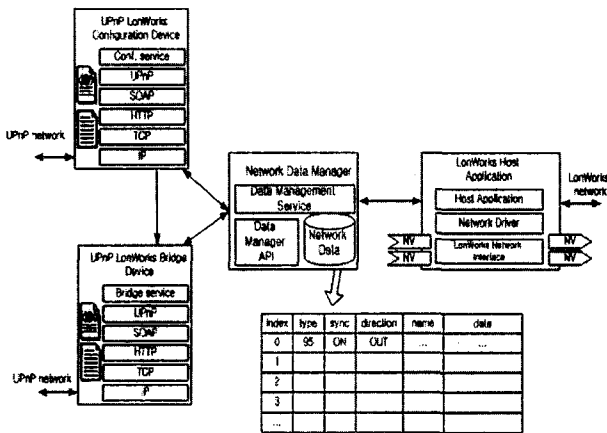 UPnP LonWorks
Configuration Device
Conf. service
UPnP
SOAP
HTTP
TCP
IP
UPnP network
Network Data Manager
Data Management
Service
Data
Manager
API
Network
Data
LonWorks Host
Application
Host Application
Network Driver
LonWorks Network
Interface
LonWorks
network
NV
NV
NV
NV
UPnP LonWorks Bridge
Device
Bridge service
UPnP
SOAP
HTTP
TCP
IP
UPnP network
index type sync direction name data
0 95 ON OUT ... ...
1
2
3
...